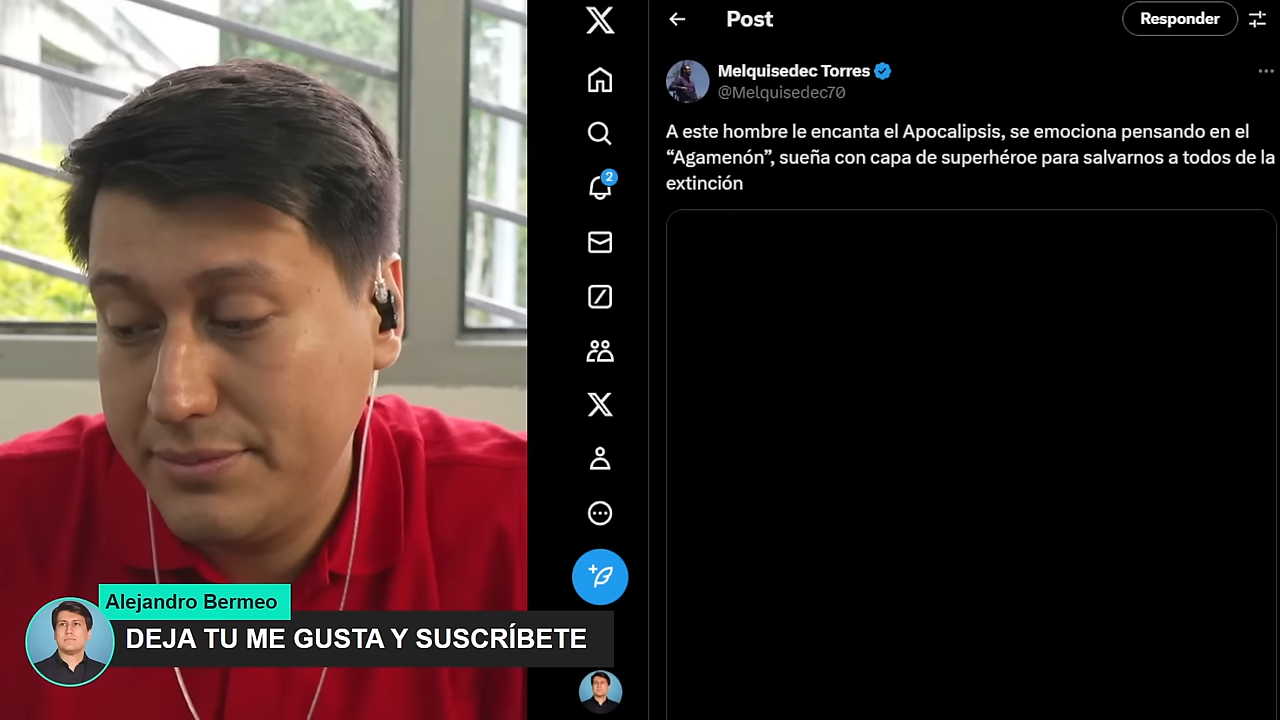 Post
Responder
Melquisedec Torres
@Melquisedec70
A este hombre le encanta el Apocalipsis, se emociona pensando en el
“Agamenón”, sueña con capa de superhéroe para salvarnos a todos de la
extinción
2
Alejandro Bermeo
DEJA TU ME GUSTA Y SUSCRÍBETE